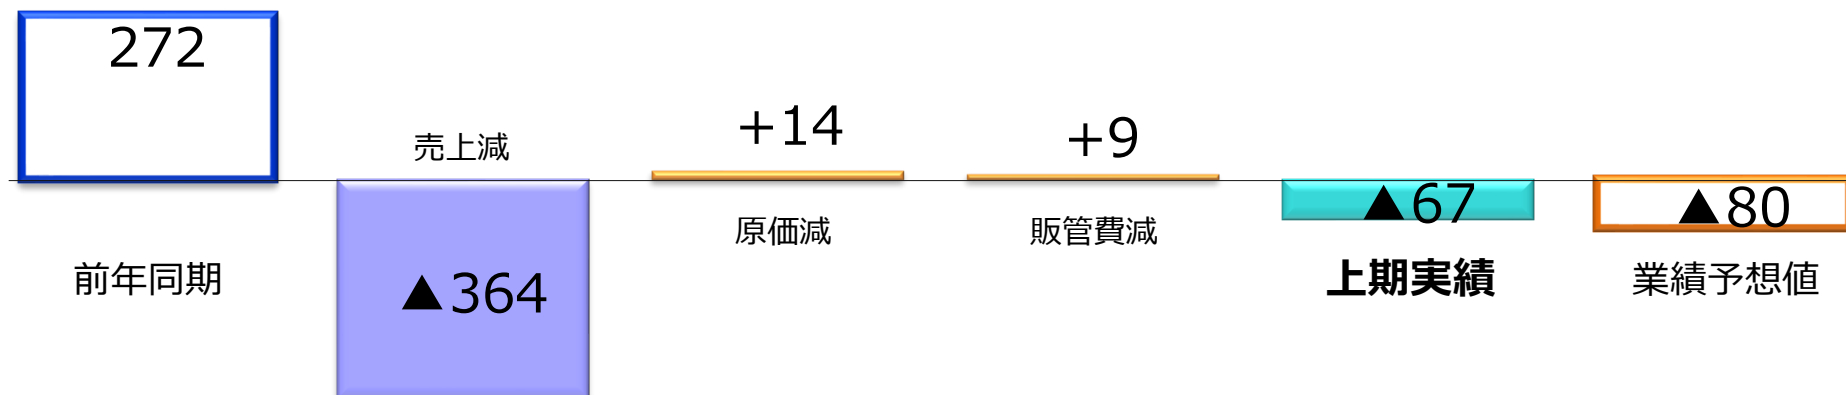 272
前年同期
売上減
▲364
+14
原価減
+9
販管費減
▲67
上期実績
▲80
業績予想値